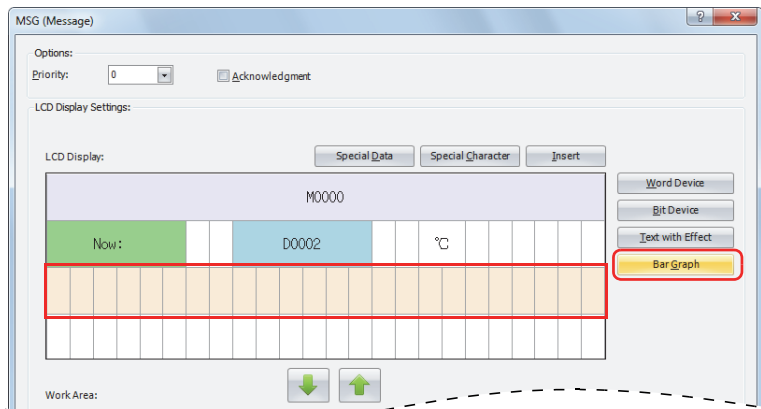 MSG (Message)
Options:
Priority: 0 Acknowledgment
LCD Display Settings:
LCD Display: Special Data Special Character Insert
M0000 Word Device
Bit Device
Now: D0002 ℃ Text with Effect
Bar Graph
Work Area: